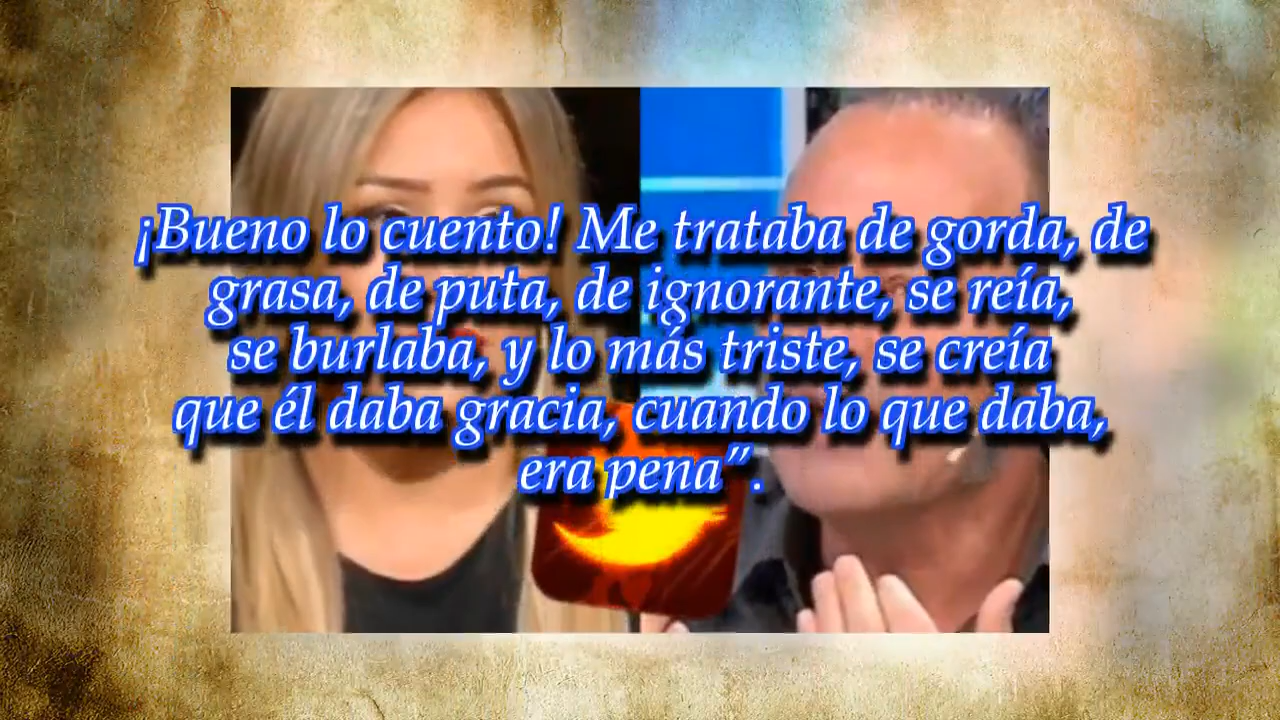 ¡Bueno lo cuento! Me trataba de gorda, de
grasa, de puta, de ignorante, se reía,
se burlaba, y lo más triste, se creía
que él daba gracia, cuando lo que daba,
era pena”.